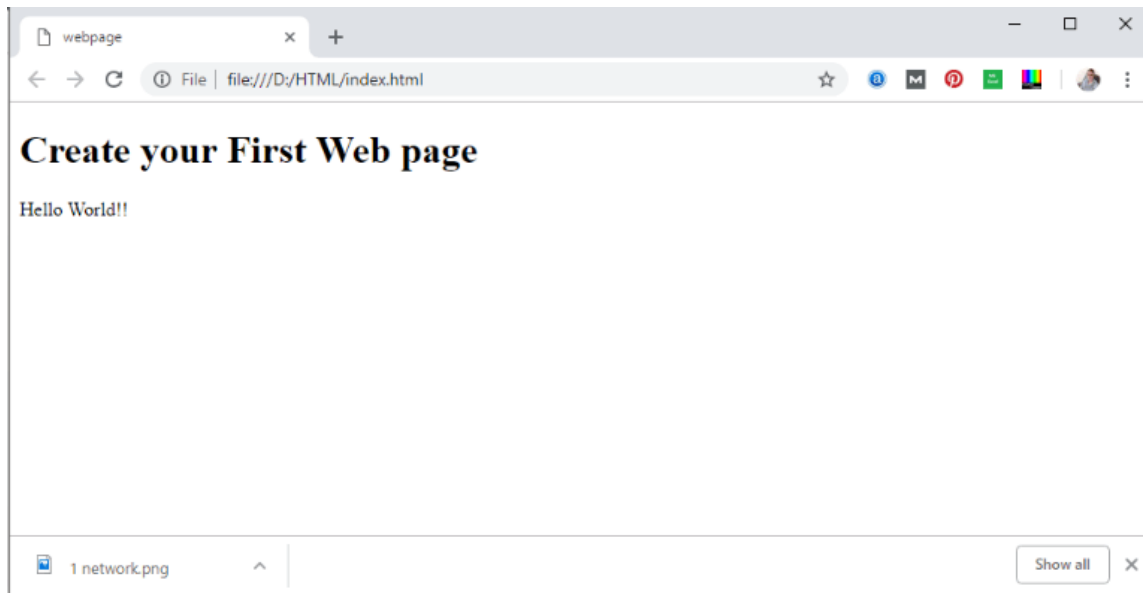 webpage
File | file:///D:/HTML/index.html
Create your First Web page
Hello World!!
1 network.png
Show all